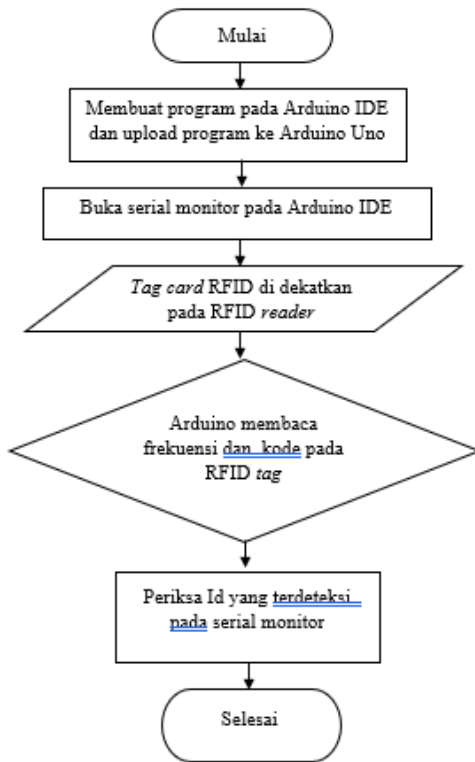 Mulai
Membuat program pada Arduino IDE
dan upload program ke Arduino Uno
Buka serial monitor pada Arduino IDE
Tag card RFID di dekatkan
pada RFID reader
Arduino membaca
frekuensi dan kode pada
RFID tag
Periksa Id yang terdeteksi
pada serial monitor
Selesai